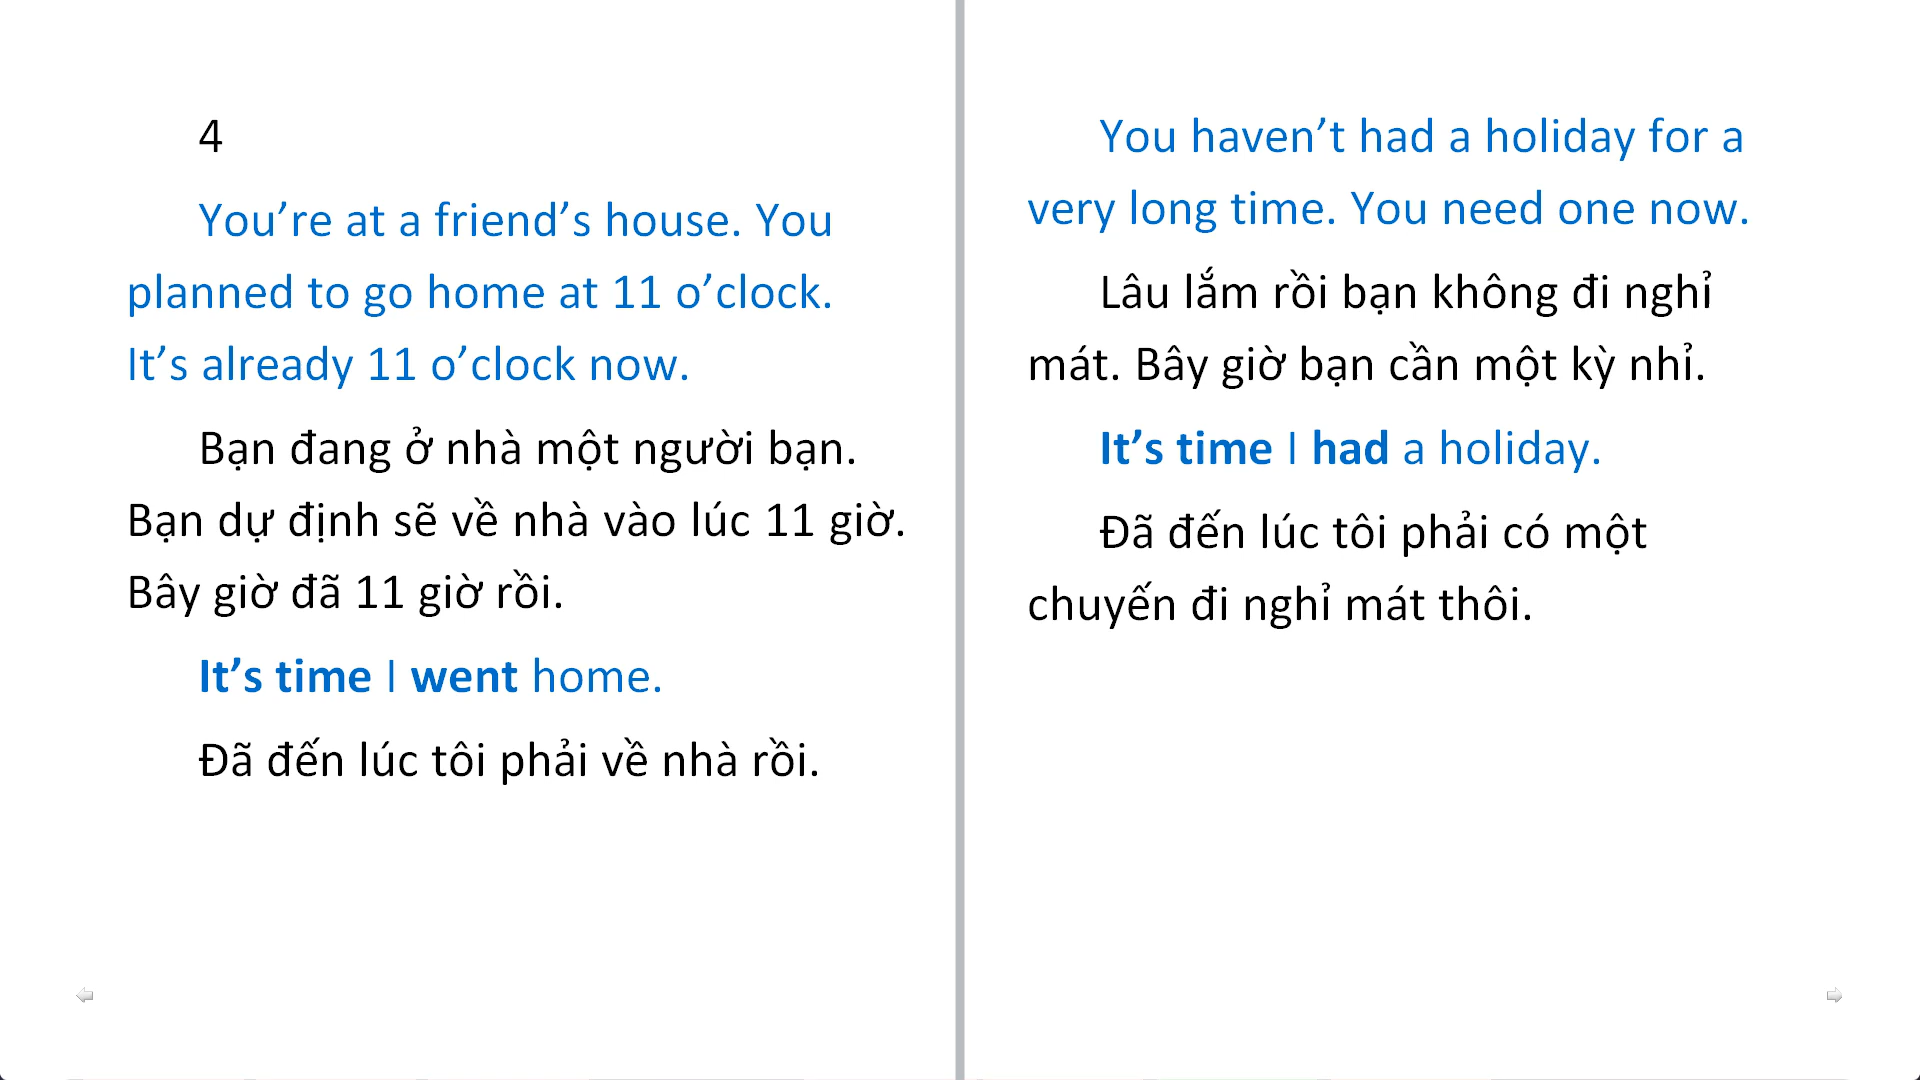 4
You’re at a friend’s house. You
planned to go home at 11 o’clock.
It’s already 11 o’clock now.
Bạn đang ở nhà một người bạn.
Bạn dự định sẽ về nhà vào lúc 11 giờ.
Bây giờ đã 11 giờ rồi.
It’s time I went home.
Đã đến lúc tôi phải về nhà rồi.
You haven’t had a holiday for a
very long time. You need one now.
Lâu lắm rồi bạn không đi nghỉ
mát. Bây giờ bạn cần một kỳ nhỉ.
It’s time I had a holiday.
Đã đến lúc tôi phải có một
chuyến đi nghỉ mát thôi.